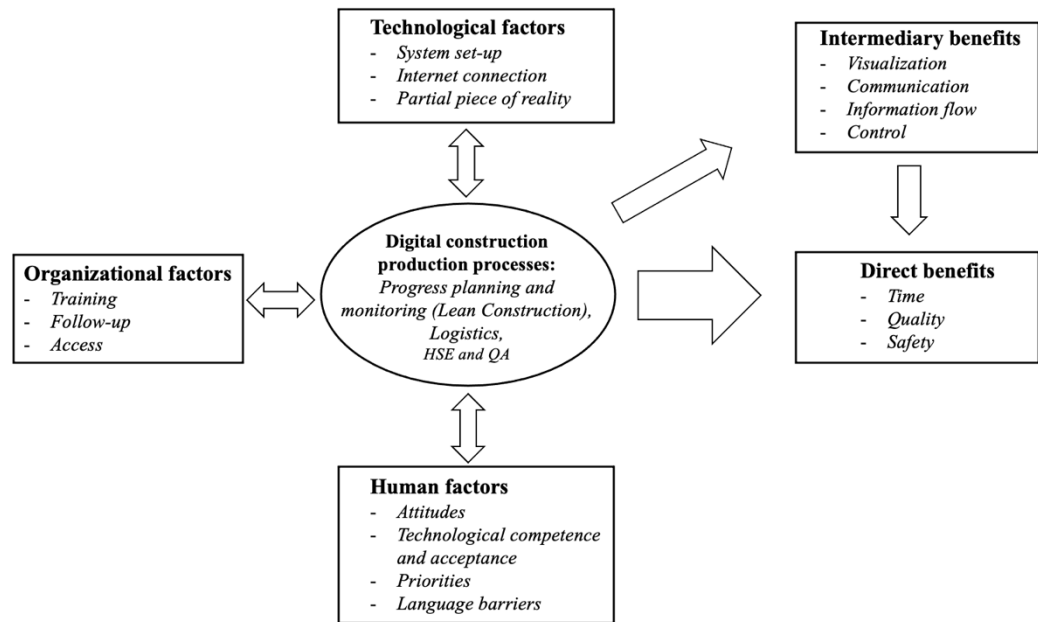 Technological factors
- System set-up
- Internet connection
- Partial piece of reality
Intermediary benefits
- Visualization
- Communication
- Information flow
- Control
Organizational factors
- Training
- Follow-up
- Access
Digital construction
production processes:
Progress planning and
monitoring (Lean Construction),
Logistics,
HSE and QA
Direct benefits
- Time
- Quality
- Safety
Human factors
- Attitudes
- Technological competence
and acceptance
- Priorities
- Language barriers